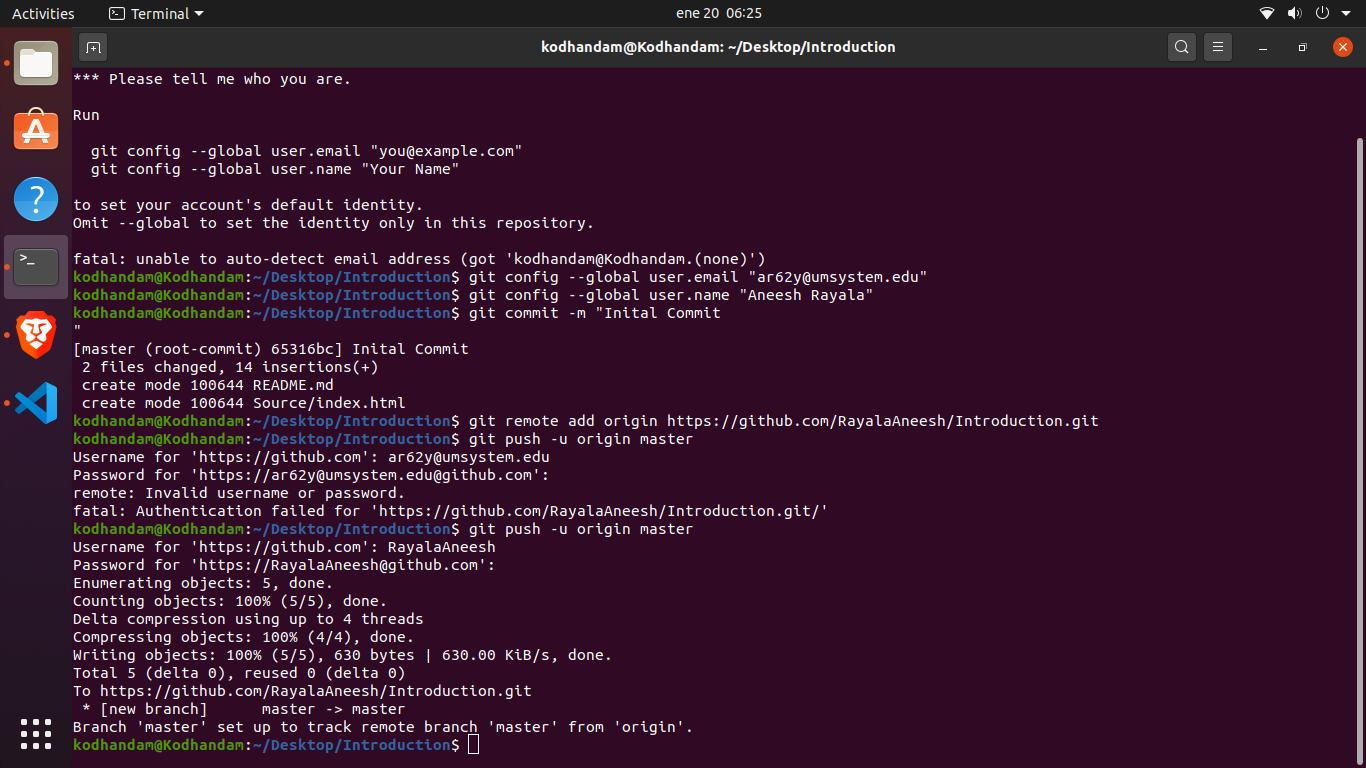 Activities
Terminal
ene 20 06:25
kodhandam@Kodhandam: ~/Desktop/Introduction
*** Please tell me who you are.
Run
git config --global user.email "you@example.com"
git config --global user.name "Your Name"
to set your account's default identity.
Omit --global to set the identity only in this repository.
fatal: unable to auto-detect email address (got 'kodhandam@Kodhandam.(none)')
kodhandam@Kodhandam:~/Desktop/Introduction$ git config --global user.email "ar62y@umsystem.edu"
kodhandam@Kodhandam:~/Desktop/Introduction$ git config --global user.name "Aneesh Rayala"
kodhandam@Kodhandam:~/Desktop/Introduction$ git commit -m "Inital Commit
"
[master (root-commit) 65316bc] Inital Commit
2 files changed, 14 insertions(+)
create mode 100644 README.md
create mode 100644 Source/index.html
kodhandam@Kodhandam:~/Desktop/Introduction$ git remote add origin https://github.com/RayalaAneesh/Introduction.git
kodhandam@Kodhandam:~/Desktop/Introduction$ git push -u origin master
Username for 'https://github.com': ar62y@umsystem.edu
Password for 'https://ar62y@umsystem.edu@github.com':
remote: Invalid username or password.
fatal: Authentication failed for 'https://github.com/RayalaAneesh/Introduction.git/'
kodhandam@Kodhandam:~/Desktop/Introduction$ git push -u origin master
Username for 'https://github.com': RayalaAneesh
Password for 'https://RayalaAneesh@github.com':
Enumerating objects: 5, done.
Counting objects: 100% (5/5), done.
Delta compression using up to 4 threads
Compressing objects: 100% (4/4), done.
Writing objects: 100% (5/5), 630 bytes | 630.00 KiB/s, done.
Total 5 (delta 0), reused 0 (delta 0)
To https://github.com/RayalaAneesh/Introduction.git
* [new branch]      master -> master
Branch 'master' set up to track remote branch 'master' from 'origin'.
kodhandam@Kodhandam:~/Desktop/Introduction$